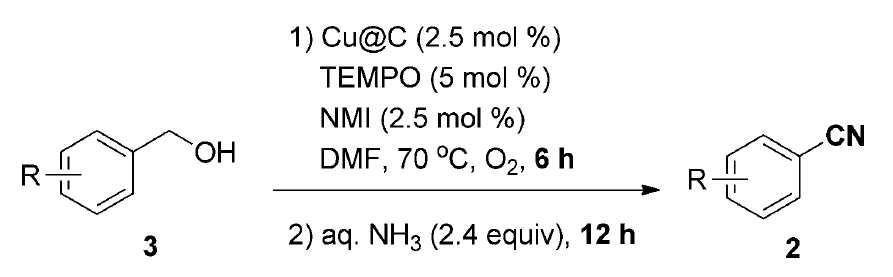 1) Cu@C (2.5 mol %)
TEMPO (5 mol %)
NMI (2.5 mol %)
DMF, 70 °C, O₂, 6 h
2) aq. NH₃ (2.4 equiv), 12 h
R
OH
3
R
CN
2